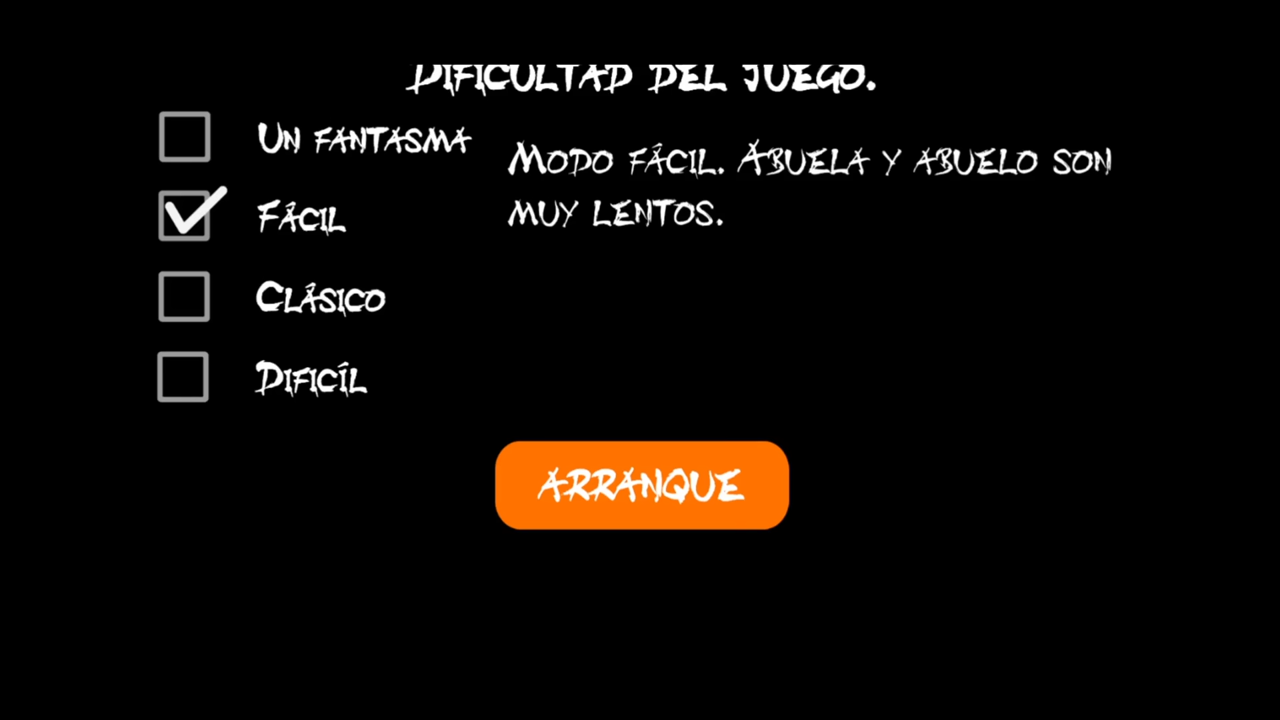 Dificultad del juego.
Un fantasma
Modo fácil. Abuela y abuelo son
muy lentos.
Fácil
Clásico
Dificíl
arranque